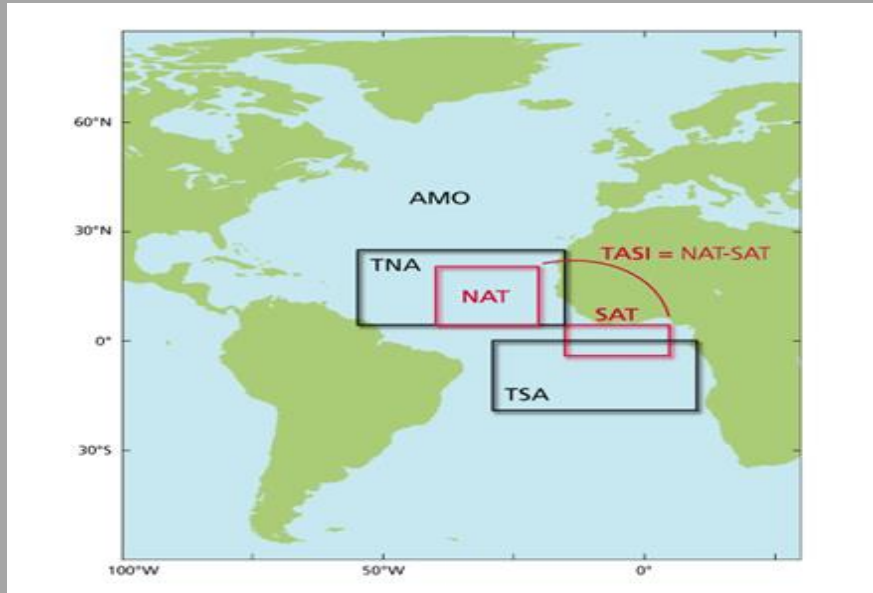 60°N
AMO
30°N
TASI = NAT-SAT
TNA
NAT
SAT
0°
TSA
30°S
100°W
50°W
0°